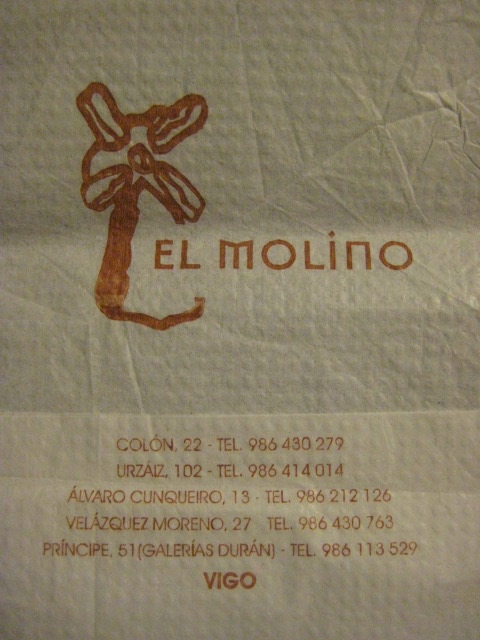 EL MOLINO
COLÓN, 22 - TEL. 986 430 279
URZÁIZ, 102 - TEL. 986 414 014
ÁLVARO CUNQUEIRO, 13 - TEL. 986 212 126
VELÁZQUEZ MORENO, 27 TEL. 986 430 763
PRÍNCIPE, 51(GALERÍAS DURÁN) - TEL. 986 113 529
VIGO